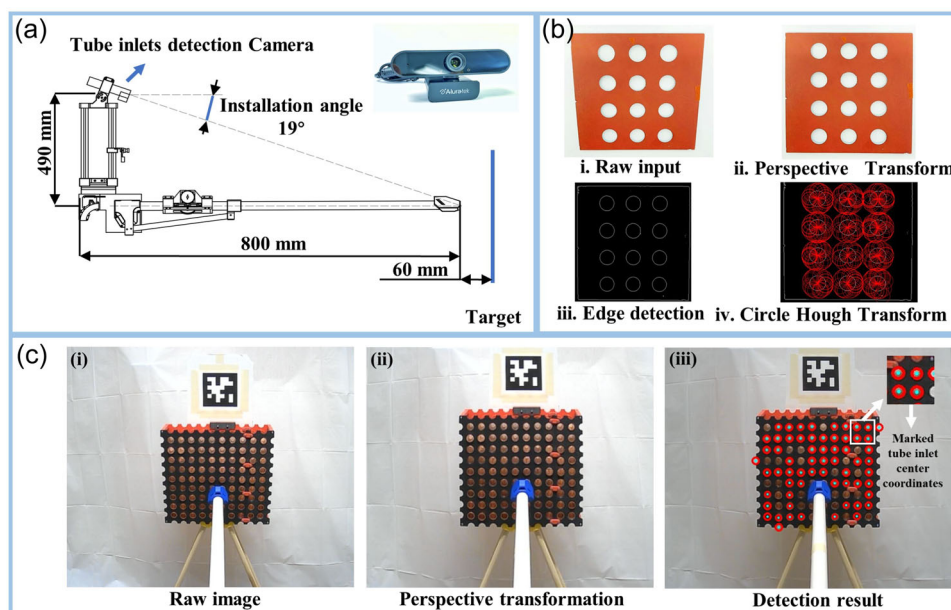 (a)
Tube inlets detection Camera
Installation angle
19°
490 mm
800 mm
60 mm
Target
(b)
i. Raw input
ii. Perspective Transform
iii. Edge detection
iv. Circle Hough Transform
(c)
(i)
Raw image
(ii)
Perspective transformation
(iii)
Marked
tube inlet
center
coordinates
Detection result